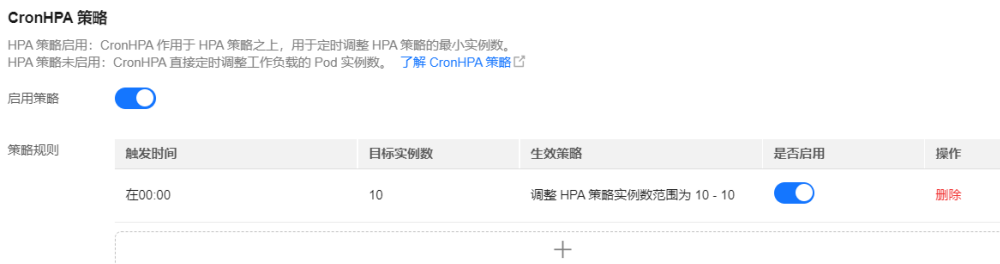 CronHPA 策略
HPA 策略启用：CronHPA 作用于 HPA 策略之上，用于定时调整 HPA 策略的最小实例数。
HPA 策略未启用：CronHPA 直接定时调整工作负载的 Pod 实例数。 了解 CronHPA 策略
启用策略
策略规则 触发时间 目标实例数 生效策略 是否启用 操作
在00:00 10 调整 HPA 策略实例数范围为 10 - 10 删除